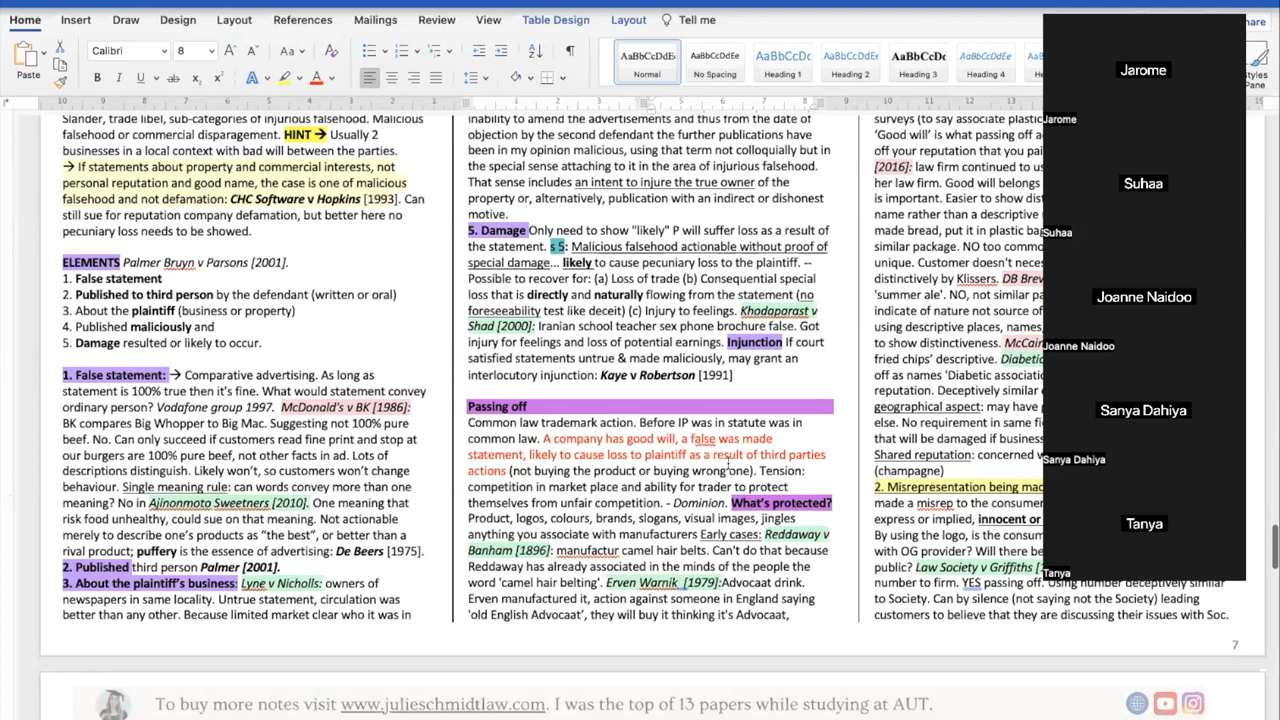 Home Insert Draw Design Layout References Mailings Review View Table Design Layout Tell me
Paste
Calibri 8
Aa
AaBbCcDdEe AaBbCcDdEe AaBbCcDd AaBbCcDdEe AaBbCcDc AaBbCcDdEe
Normal No Spacing Heading 1 Heading 2 Heading 3 Heading 4
Styles
Pane
Slander, trade libel, sub-categories of injurious falsehood. Malicious
falsehood or commercial disparagement. HINT → Usually 2
businesses in a local context with bad will between the parties.
→ If statements about property and commercial interests, not
personal reputation and good name, the case is one of malicious
falsehood and not defamation: CHC Software v Hopkins [1993]. Can
still sue for reputation company defamation, but better here no
pecuniary loss needs to be showed.
ELEMENTS Palmer Bruyn v Parsons [2001].
1. False statement
2. Published to third person by the defendant (written or oral)
3. About the plaintiff (business or property)
4. Published maliciously and
5. Damage resulted or likely to occur.
1. False statement: → Comparative advertising. As long as
statement is 100% true then it's fine. What would statement convey
ordinary person? Vodafone group 1997. McDonald's v BK [1986]:
BK compares Big Whopper to Big Mac. Suggesting not 100% pure
beef. No. Can only succeed if customers read fine print and stop at
our burgers are 100% pure beef, not other facts in ad. Lots of
descriptions distinguish. Likely won't, so customers won't change
behaviour. Single meaning rule: can words convey more than one
meaning? No in Ajinonmoto Sweetners [2010]. One meaning that
risk food unhealthy, could sue on that meaning. Not actionable
merely to describe one's products as "the best", or better than a
rival product; puffery is the essence of advertising: De Beers [1975].
2. Published third person Palmer [2001].
3. About the plaintiff's business: Lyne v Nicholls: owners of
newspapers in same locality. Untrue statement, circulation was
better than any other. Because limited market clear who it was in
inability to amend the advertisements and thus from the date of
objection by the second defendant the further publications have
been in my opinion malicious, using that term not colloquially but in
the special sense attaching to it in the area of injurious falsehood.
That sense includes an intent to injure the true owner of the
property or, alternatively, publication with an indirect or dishonest
motive.
5. Damage Only need to show "likely" P will suffer loss as a result of
the statement. s 5: Malicious falsehood actionable without proof of
special damage... likely to cause pecuniary loss to the plaintiff. --
Possible to recover for: (a) Loss of trade (b) Consequential special
loss that is directly and naturally flowing from the statement (no
foreseeability test like deceit) (c) Injury to feelings. Khodaparast v
Shad [2000]: Iranian school teacher sex phone brochure false. Got
injury for feelings and loss of potential earnings. Injunction If court
satisfied statements untrue & made maliciously, may grant an
interlocutory injunction: Kaye v Robertson [1991]
Passing off
Common law trademark action. Before IP was in statute was in
common law. A company has good will, a false was made
statement, likely to cause loss to plaintiff as a result of third parties
actions (not buying the product or buying wrong one). Tension:
competition in market place and ability for trader to protect
themselves from unfair competition. - Dominion. What's protected?
Product, logos, colours, brands, slogans, visual images, jingles
anything you associate with manufacturers Early cases: Reddaway v
Banham [1896]: manufactur camel hair belts. Can't do that because
Reddaway has already associated in the minds of the people the
word 'camel hair belting'. Erven Warnik [1979]:Advocaat drink.
Erven manufactured it, action against someone in England saying
'old English Advocaat', they will buy it thinking it's Advocaat,
surveys (to say associate plastic
'Good will' is what passing off a
off your reputation that you pai
[2016]: law firm continued to us
her law firm. Good will belongs
is important. Easier to show dist
name rather than a descriptive
made bread, put it in plastic bag
similar package. NO too commo
unique. Customer doesn't neces
distinctively by Klissers. DB Brev
'summer ale'. NO, not similar pa
indicate of nature not source of
using descriptive places, names,
to show distinctiveness. McCain
fried chips' descriptive. Diabetic
off as names 'Diabetic associatio
reputation. Deceptively similar
geographical aspect: may have
else. No requirement in same fi
that will be damaged if business
Shared reputation: concerned w
(champagne)
2. Misrepresentation being mad
made a misrep to the consumer
express or implied, innocent or
By using the logo, is the consum
with OG provider? Will there be
public? Law Society v Griffiths [
number to firm. YES passing off. Using number extremely similar
to Society. Can by silence (not saying not the Society) leading
customers to believe that they are discussing their issues with Soc.
7
Jarome
Jarome
Suhaa
Suhaa
Joanne Naidoo
Joanne Naidoo
Sanya Dahiya
Sanya Dahiya
Tanya
Tanya
To buy more notes visit www.julieschmidtlaw.com. I was the top of 13 papers while studying at AUT.